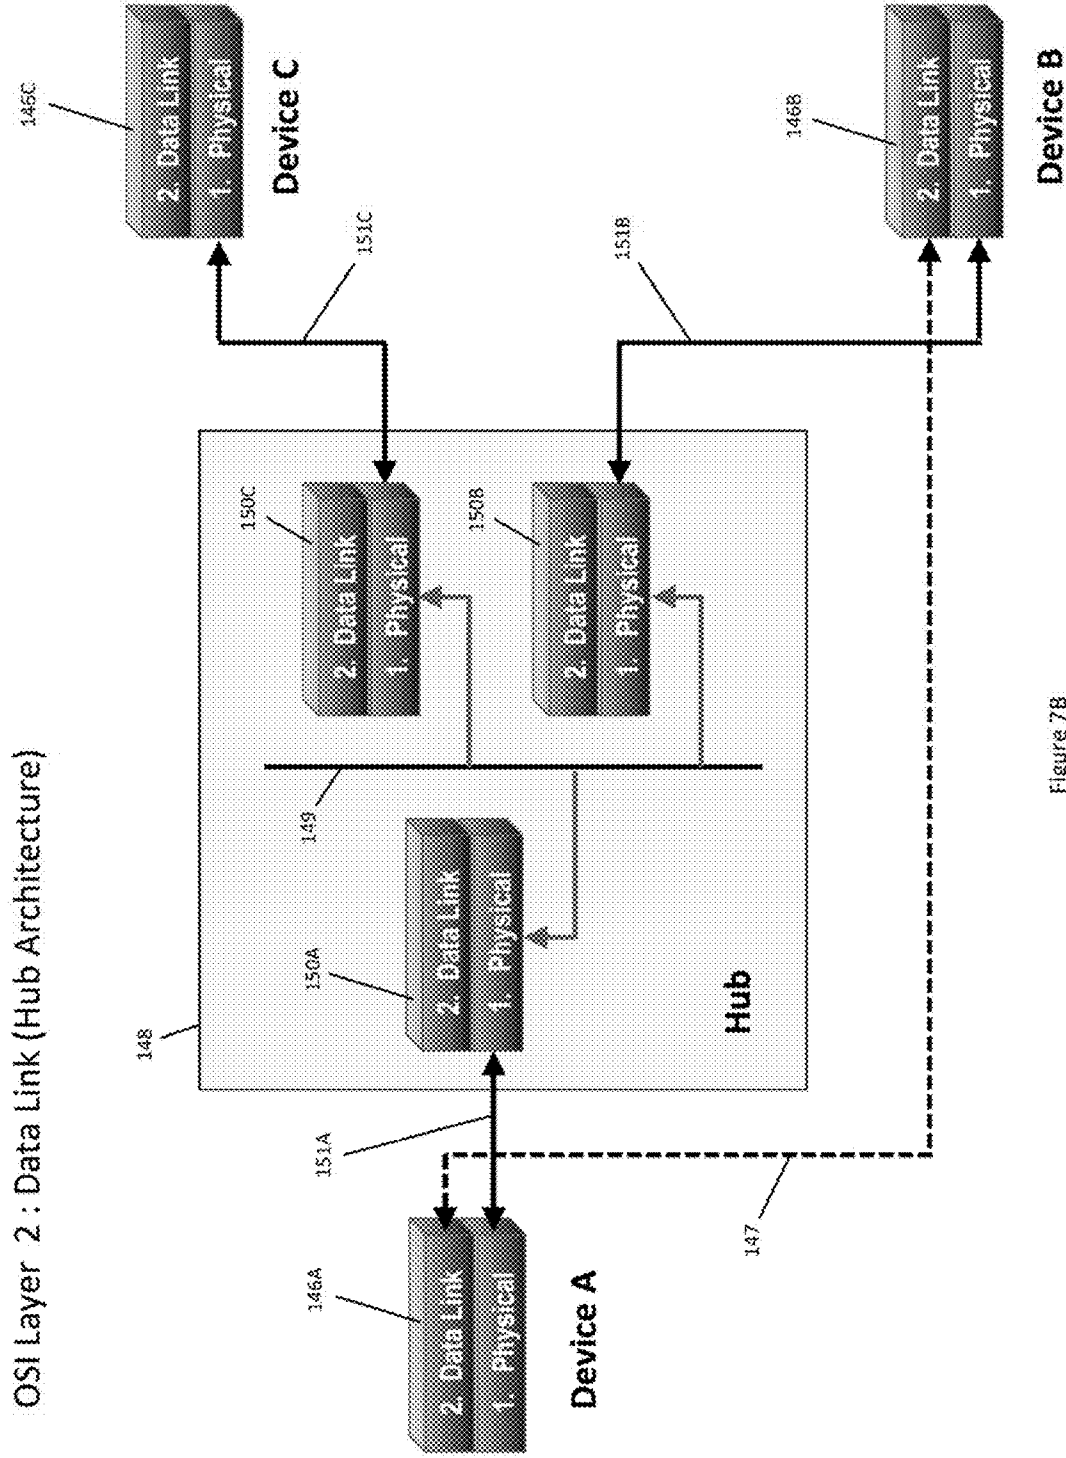 OSI Layer 2 : Data Link (Hub Architecture)
146C
2. Data Link
1. Physical
Device C
151C
148
150C
2. Data Link
1. Physical
149
150A
2. Data Link
1. Physical
150B
2. Data Link
1. Physical
Hub
151A
146A
2. Data Link
1. Physical
Device A
151B
146B
2. Data Link
1. Physical
Device B
147
Figure 7B